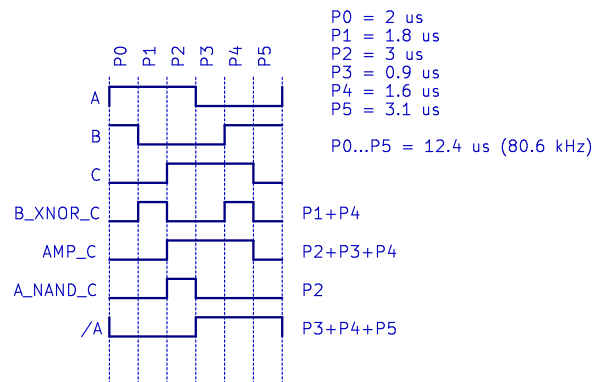 P0 = 2 us
P1 = 1.8 us
P2 = 3 us
P3 = 0.9 us
P4 = 1.6 us
P5 = 3.1 us
P0...P5 = 12.4 us (80.6 kHz)
P0 P1 P2 P3 P4 P5
A
B
C
B_XNOR_C P1+P4
AMP_C P2+P3+P4
A_NAND_C P2
/A P3+P4+P5